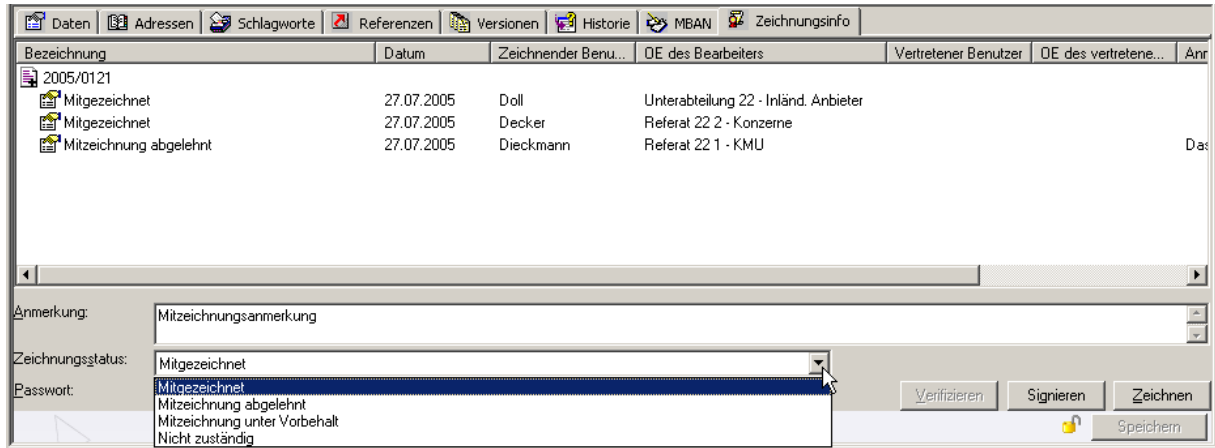 Daten Adressen Schlagworte Referenzen Versionen Historie MBAN Zeichnungsinfo
Bezeichnung Datum Zeichnender Benu... OE des Bearbeiters Vertretener Benutzer OE des vertretene... Anr
2005/0121
Mitgezeichnet 27.07.2005 Doll Unterabteilung 22 - Inländ. Anbieter
Mitgezeichnet 27.07.2005 Decker Referat 22 2 - Konzerne
Mitzeichnung abgelehnt 27.07.2005 Dieckmann Referat 22 1 - KMU Das
Anmerkung: Mitzeichnungsanmerkung
Zeichnungsstatus: Mitgezeichnet
Passwort: Mitgezeichnet Verifizieren Signieren Zeichnen
Mitzeichnung abgelehnt
Mitzeichnung unter Vorbehalt Speichern
Nicht zuständig